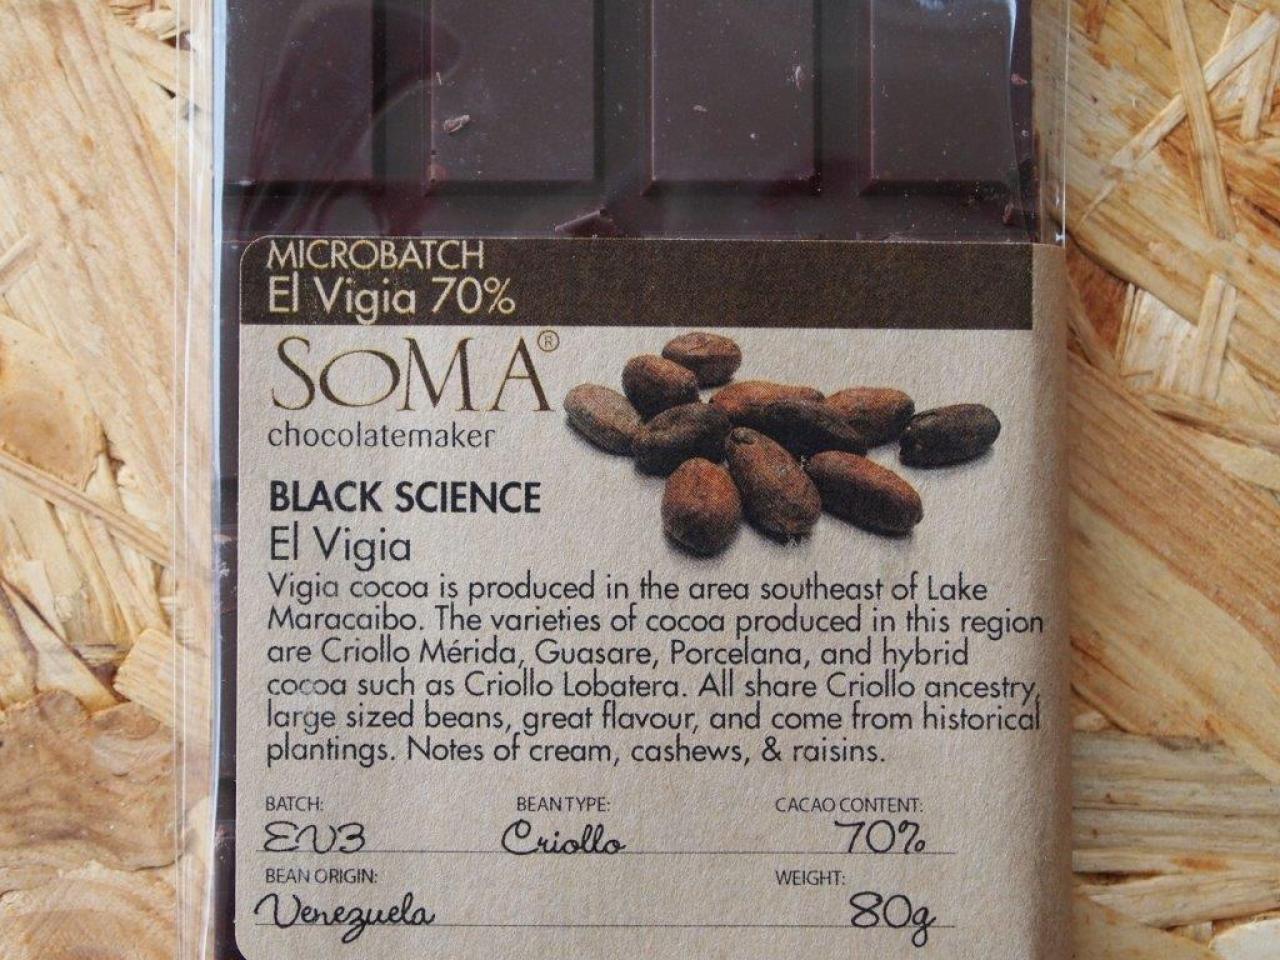 MICROBATCH
El Vigia 70%
SOMA®
chocolatemaker
BLACK SCIENCE
El Vigia
Vigia cocoa is produced in the area southeast of Lake
Maracaibo. The varieties of cocoa produced in this region
are Criollo Mérida, Guasare, Porcelana, and hybrid
cocoa such as Criollo Lobatera. All share Criollo ancestry,
large sized beans, great flavour, and come from historical
plantings. Notes of cream, cashews, & raisins.
BATCH: BEAN TYPE: CACAO CONTENT:
EV3 Criollo 70%
BEAN ORIGIN: WEIGHT:
Venezuela 80g